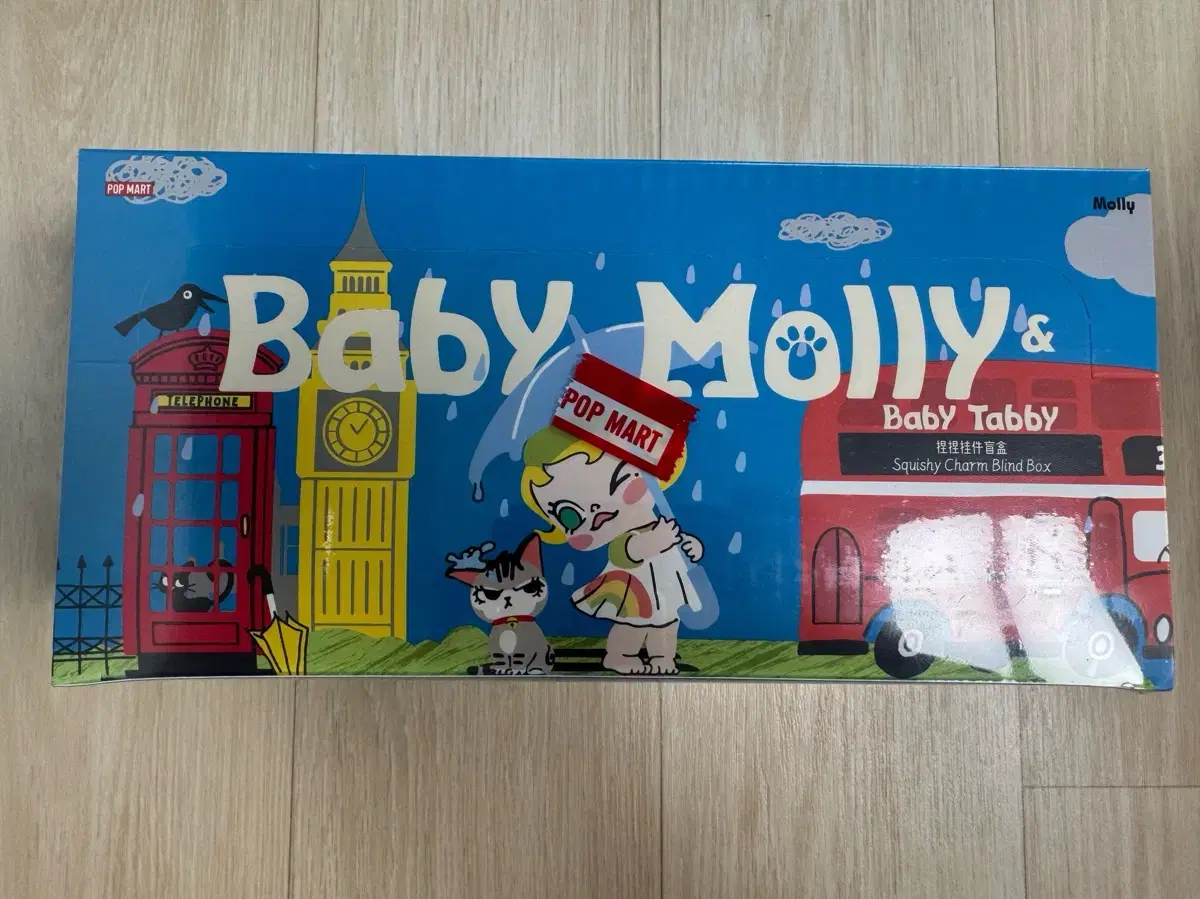 POP MART
Molly
Baby Molly &
TELEPHONE
POP MART
Baby Tabby
捏捏挂件盲盒
Squishy Charm Blind Box